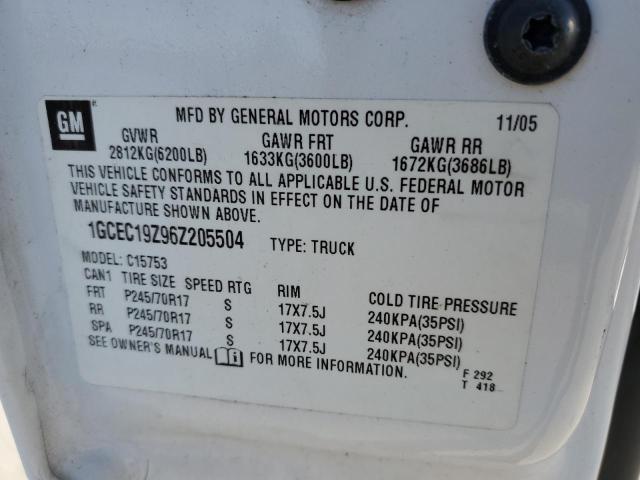 GM
MFD BY GENERAL MOTORS CORP. 11/05
GVWR GAWR FRT GAWR RR
2812KG(6200LB) 1633KG(3600LB) 1672KG(3686LB)
THIS VEHICLE CONFORMS TO ALL APPLICABLE U.S. FEDERAL MOTOR
VEHICLE SAFETY STANDARDS IN EFFECT ON THE DATE OF
MANUFACTURE SHOWN ABOVE.
1GCEC19Z96Z205504 TYPE: TRUCK
MODEL: C15753
CAN1 TIRE SIZE SPEED RTG RIM COLD TIRE PRESSURE
FRT P245/70R17 S 17X7.5J 240KPA(35PSI)
RR P245/70R17 S 17X7.5J 240KPA(35PSI)
SPA P245/70R17 S 17X7.5J 240KPA(35PSI)
SEE OWNER'S MANUAL FOR MORE INFORMATION.
F 292
T 418